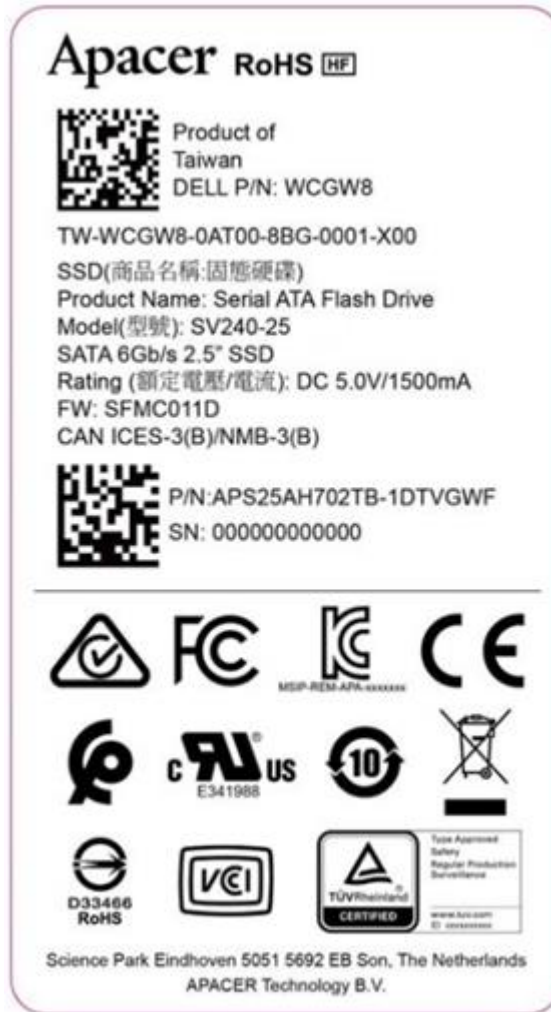 Apacer RoHS HF
Product of
Taiwan
DELL P/N: WCGW8
TW-WCGW8-0AT00-8BG-0001-X00
SSD(商品名稱:固態硬碟)
Product Name: Serial ATA Flash Drive
Model(型號): SV240-25
SATA 6Gb/s 2.5" SSD
Rating (額定電壓/電流): DC 5.0V/1500mA
FW: SFMC011D
CAN ICES-3(B)/NMB-3(B)
P/N:APS25AH702TB-1DTVGWF
SN: 000000000000
FC KC CE
MSIP-REM-APA-xxxxxxx
c RU ® US 10
E341988
D33466
RoHS
VCI
TÜVRheinland ®
CERTIFIED
Type Approved
Safety
Regular Production
Surveillance
www.tuv.com
ID xxxxxxxxx
Science Park Eindhoven 5051 5692 EB Son, The Netherlands
APACER Technology B.V.